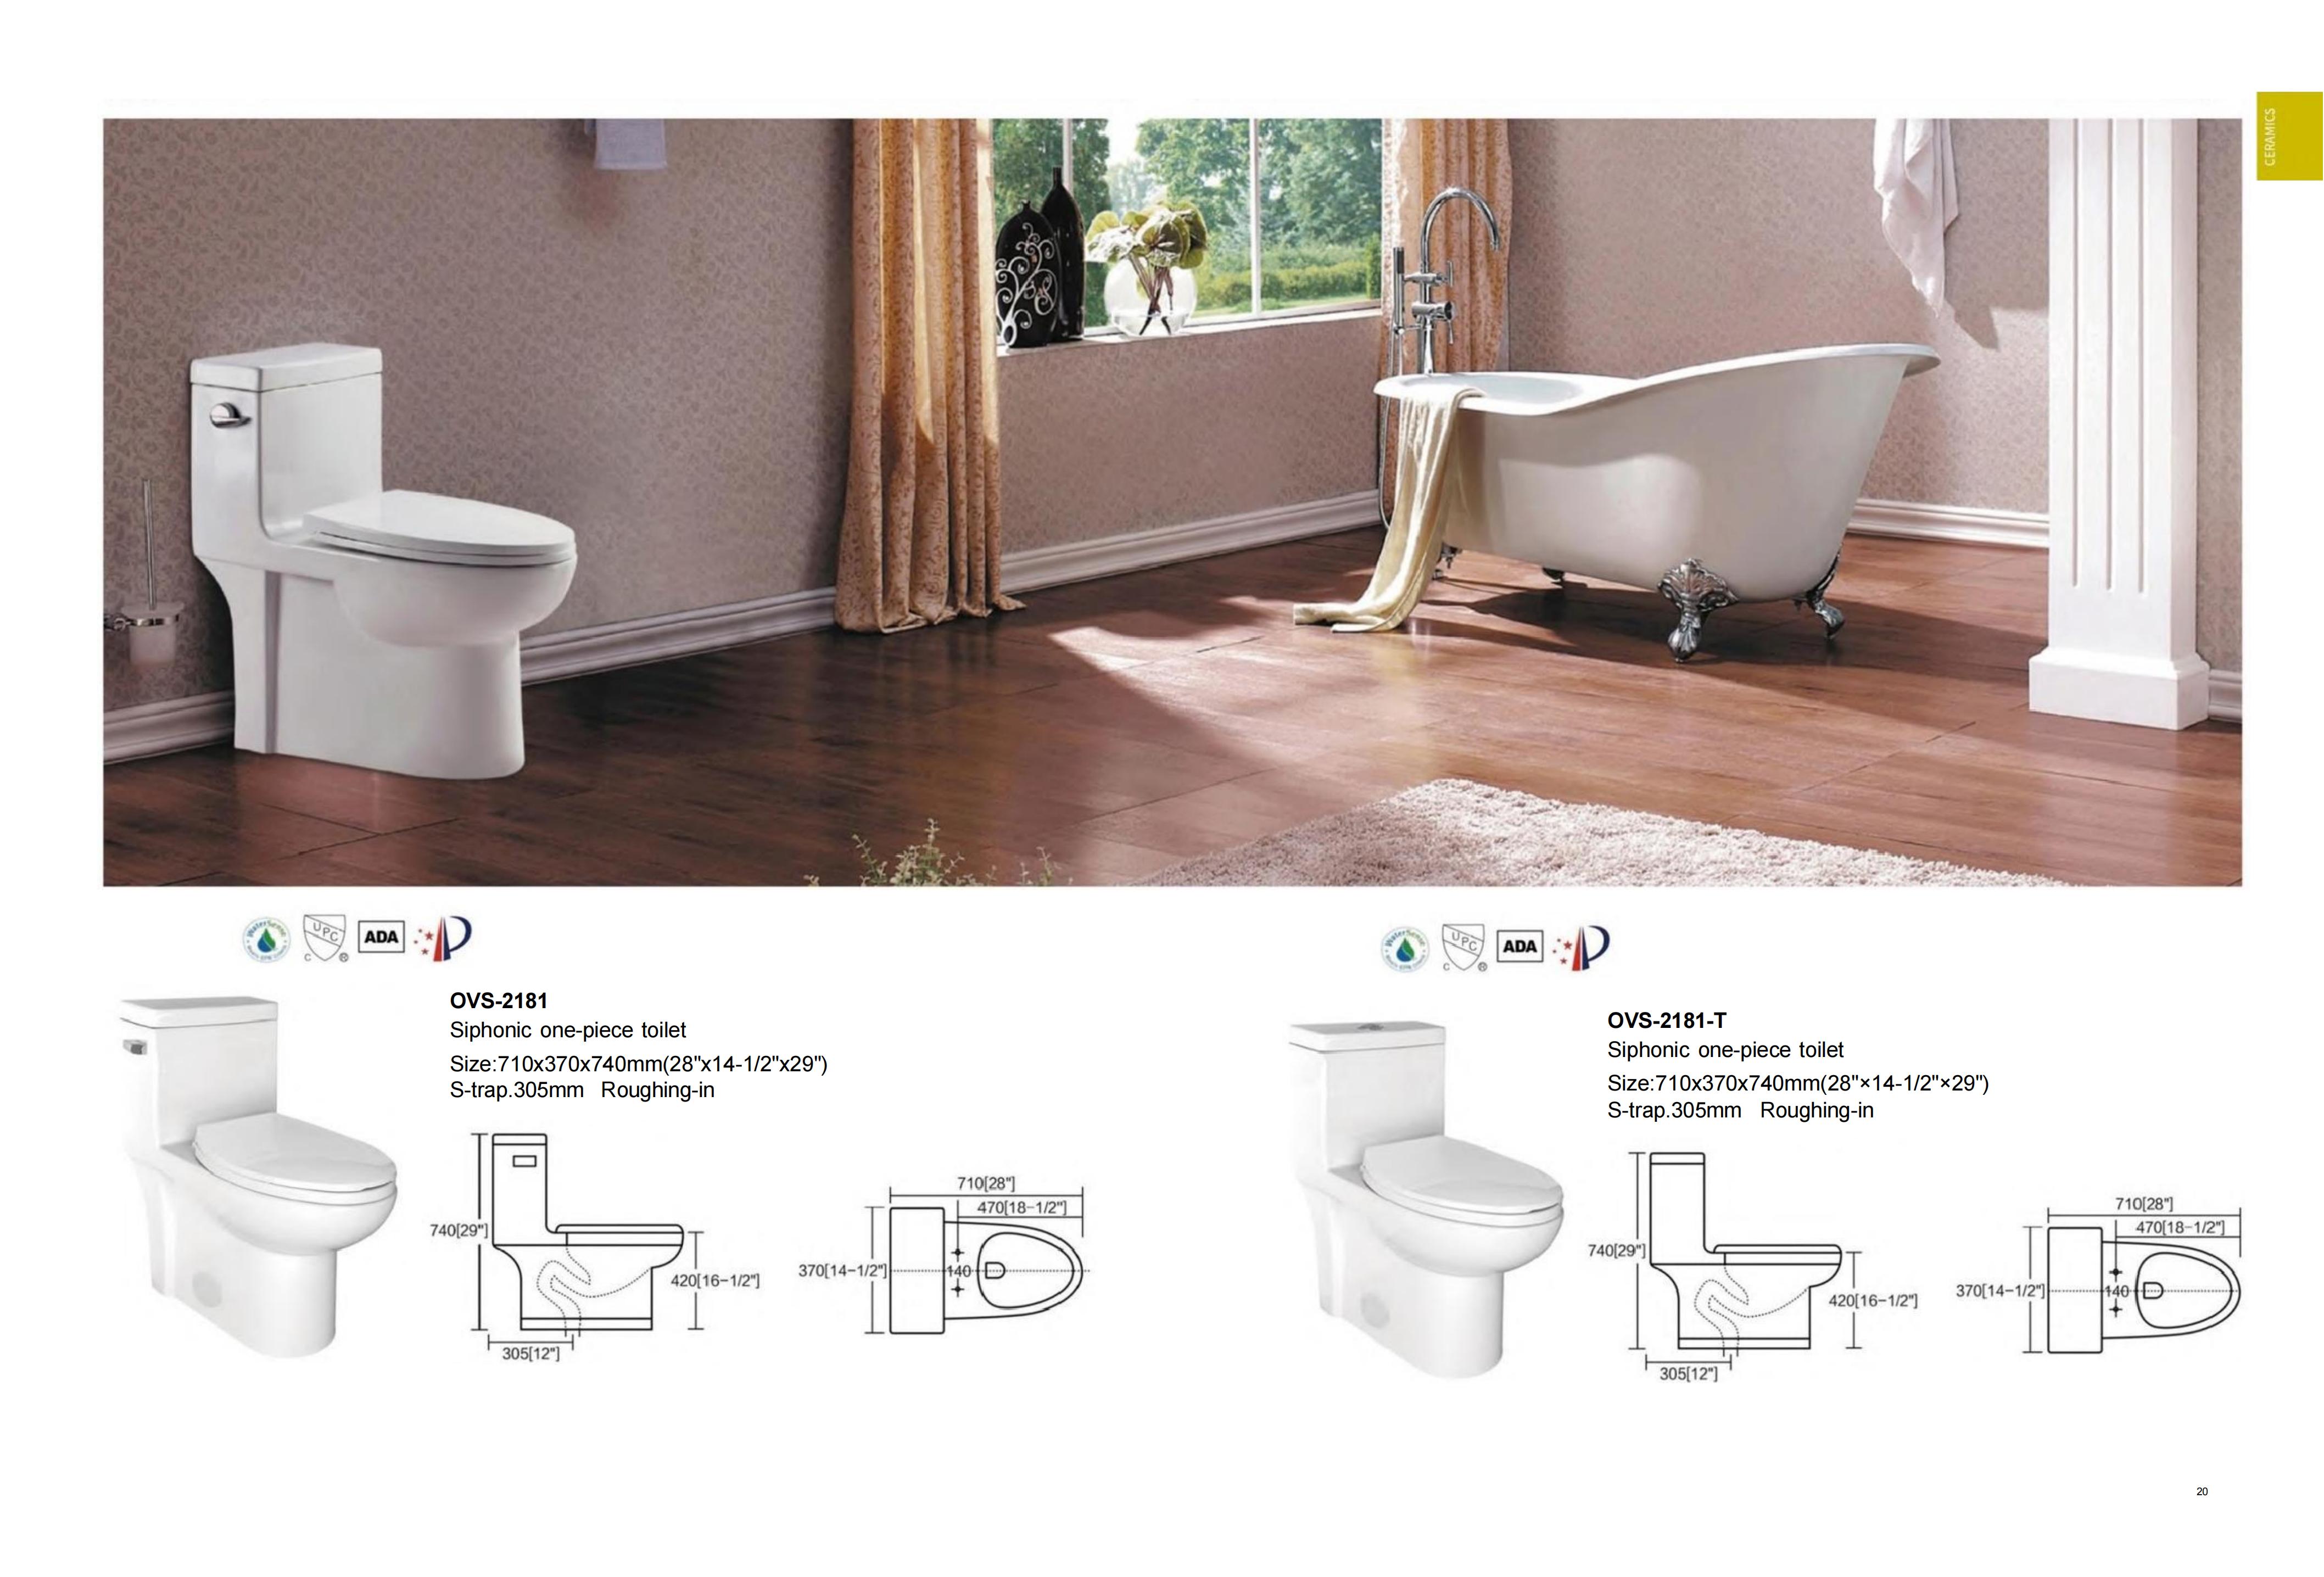 CERAMICS
WaterSense
UPC
C ®
ADA
OVS-2181
Siphonic one-piece toilet
Size:710x370x740mm(28"x14-1/2"x29")
S-trap.305mm Roughing-in
740[29"]
420[16-1/2"]
305[12"]
710[28"]
470[18-1/2"]
370[14-1/2"]
140
WaterSense
UPC
C ®
ADA
OVS-2181-T
Siphonic one-piece toilet
Size:710x370x740mm(28"×14-1/2"×29")
S-trap.305mm Roughing-in
740[29"]
420[16-1/2"]
305[12"]
710[28"]
470[18-1/2"]
370[14-1/2"]
140
20